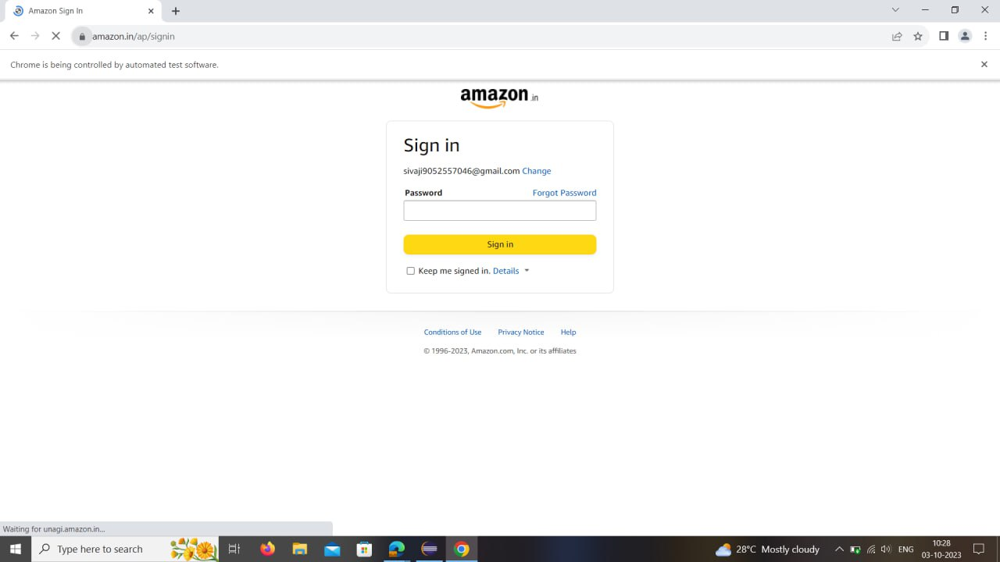 Amazon Sign In
amazon.in/ap/signin
Chrome is being controlled by automated test software.
amazon.in
Sign in
sivaji9052557046@gmail.com Change
Password Forgot Password
Sign in
Keep me signed in. Details
Conditions of Use Privacy Notice Help
© 1996-2023, Amazon.com, Inc. or its affiliates
Waiting for unagi.amazon.in...
Type here to search
28°C Mostly cloudy
ENG
10:28
03-10-2023